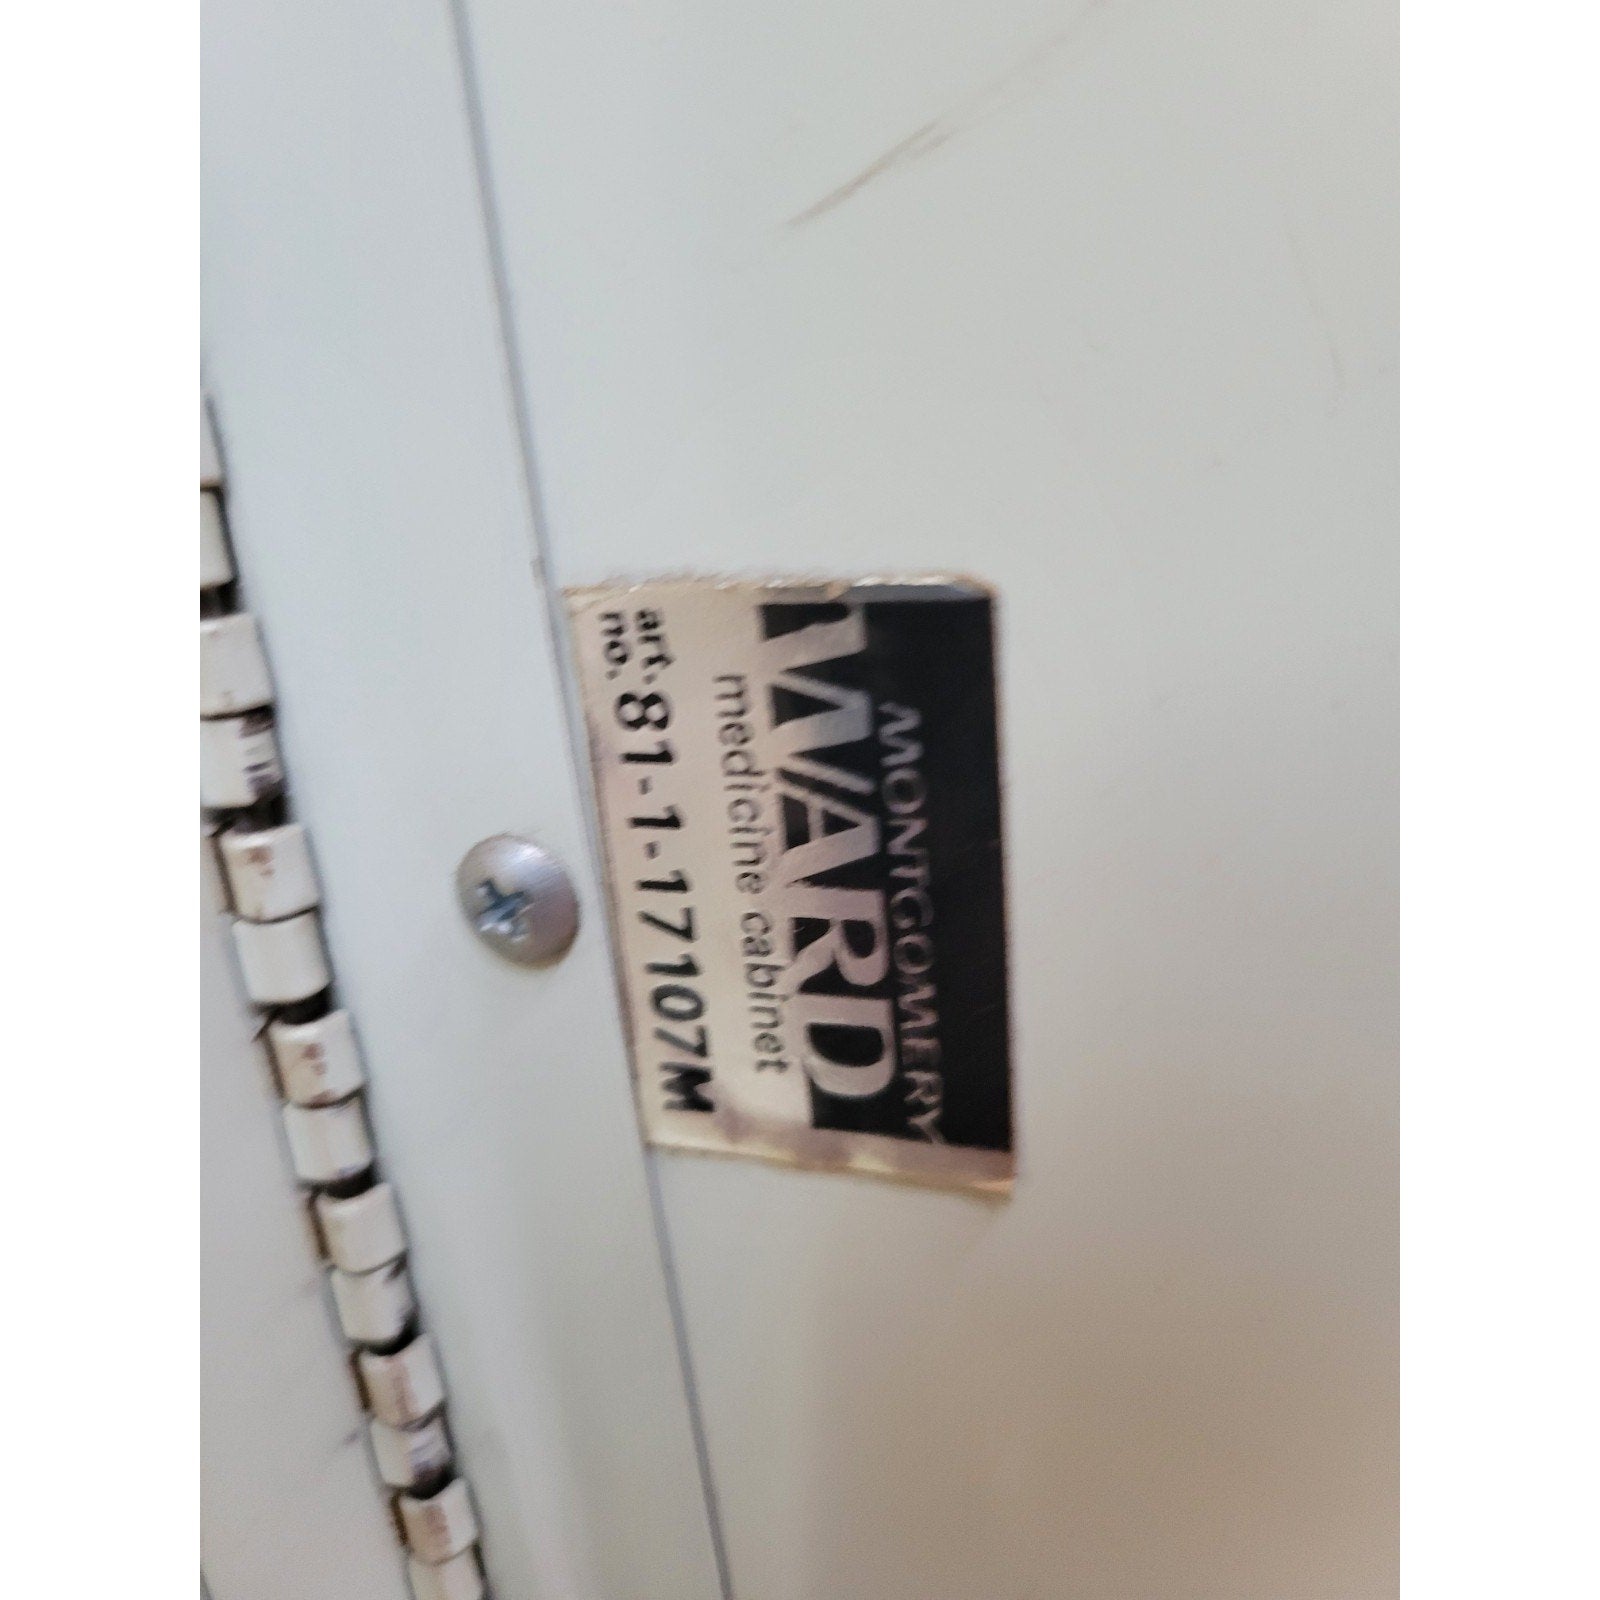 MONTGOMERY
WARD
medicine cabinet
art. no. 81-1-17107M